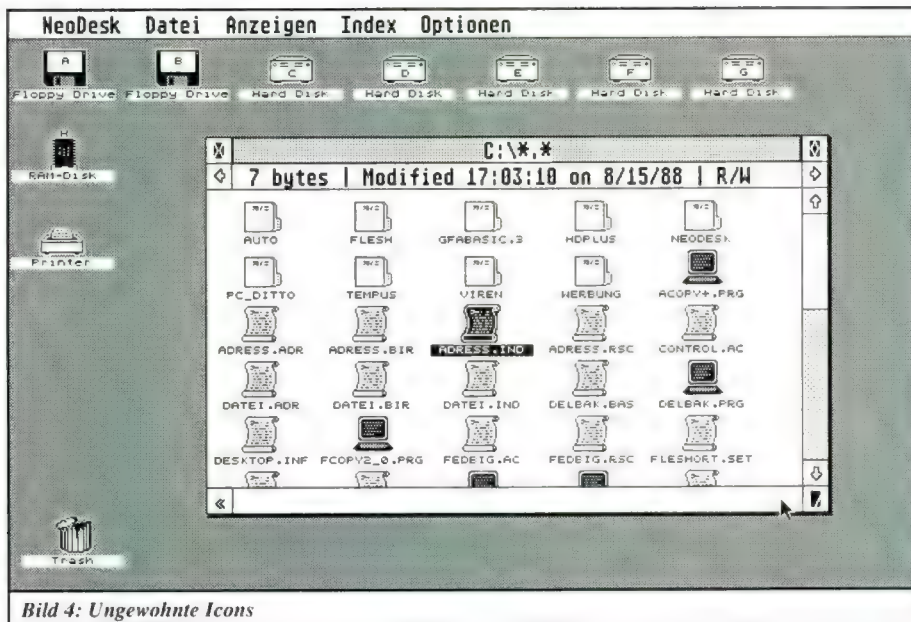 NeoDesk Datei Anzeigen Index Optionen
A B C D E F G
Floppy Drive Floppy Drive Hard Disk Hard Disk Hard Disk Hard Disk Hard Disk
C:\*.*
7 bytes | Modified 17:03:10 on 8/15/88 | R/W
RAM-Disk
AUTO FLESH GFABASIC.3 HDPLUS NEODESK
Printer
PC_DITTO TEMPUS VIREN WERBUNG ACOPY+.PRG
ADRESS.ADR ADRESS.BIR ADRESS.IND ADRESS.RSC CONTROL.AC
DATEI.ADR DATEI.BIR DATEI.IND DELBAK.BAS DELBAK.PRG
DESKTOP.INF FCOPY2_0.PRG FEDEIG.AC FEDEIG.RSC FLESHORT.SET
Trash
Bild 4: Ungewohnte Icons